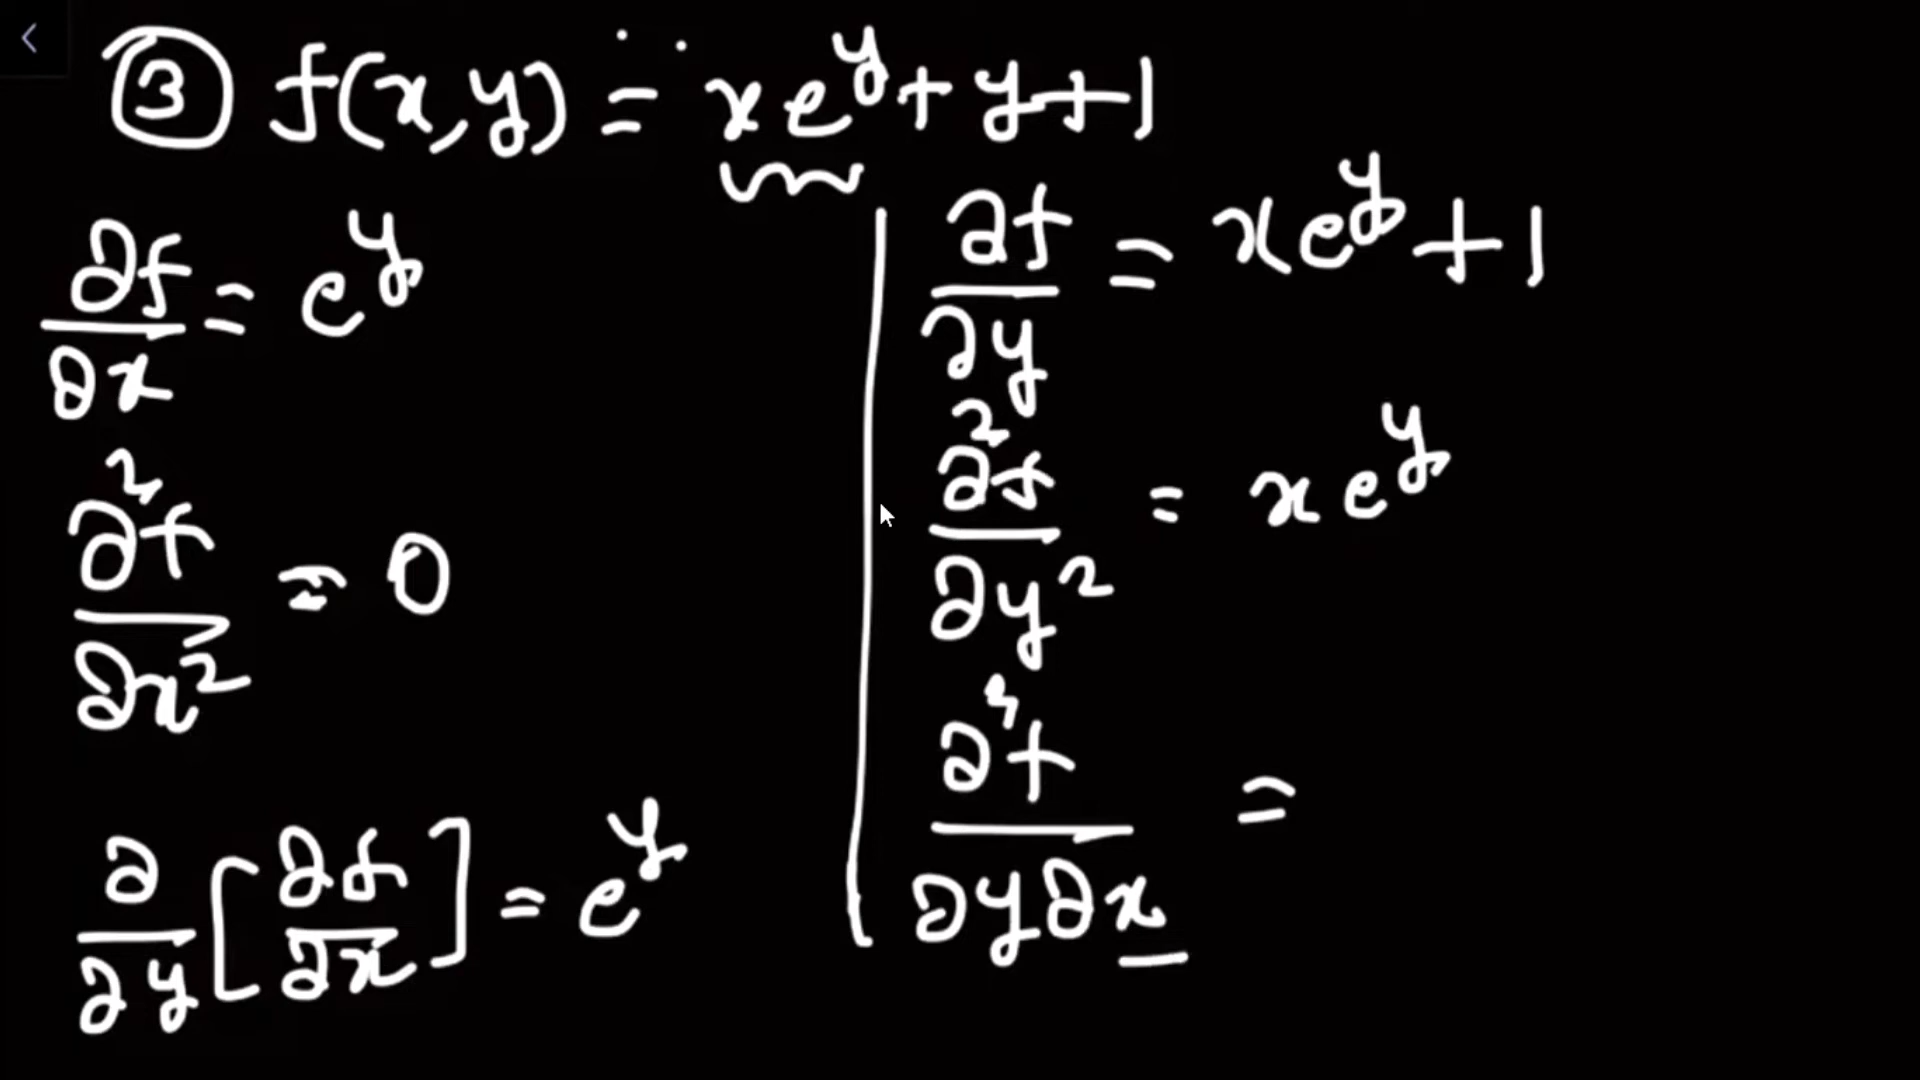 ③ f(x,y) = xe^y + y + 1
∂f/∂x = e^y
∂²f/∂x² = 0
∂/∂y [∂f/∂x] = e^y
∂f/∂y = xe^y + 1
∂²f/∂y² = xe^y
∂²f/∂y∂x =